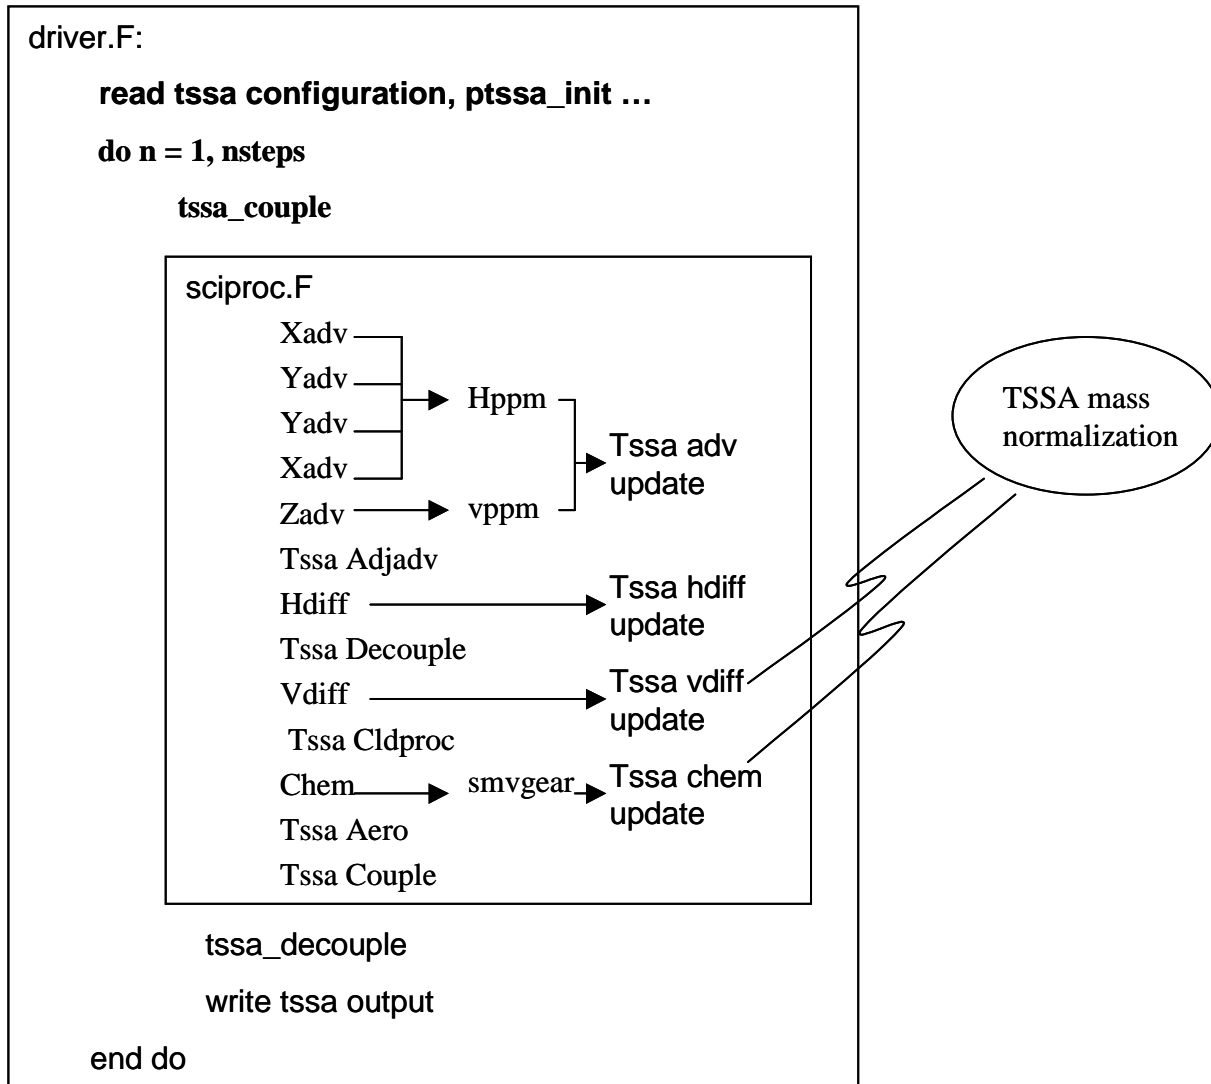 driver.F:
read tssa configuration, ptssa_init …
do n = 1, nsteps
tssa_couple
sciproc.F
Xadv
Yadv
Yadv
Xadv
Zadv
Hppm
vppm
Tssa adv
update
Tssa Adjadv
Hdiff
Tssa hdiff
update
Tssa Decouple
Vdiff
Tssa vdiff
update
Tssa Cldproc
Chem
smvgear
Tssa chem
update
Tssa Aero
Tssa Couple
TSSA mass
normalization
tssa_decouple
write tssa output
end do